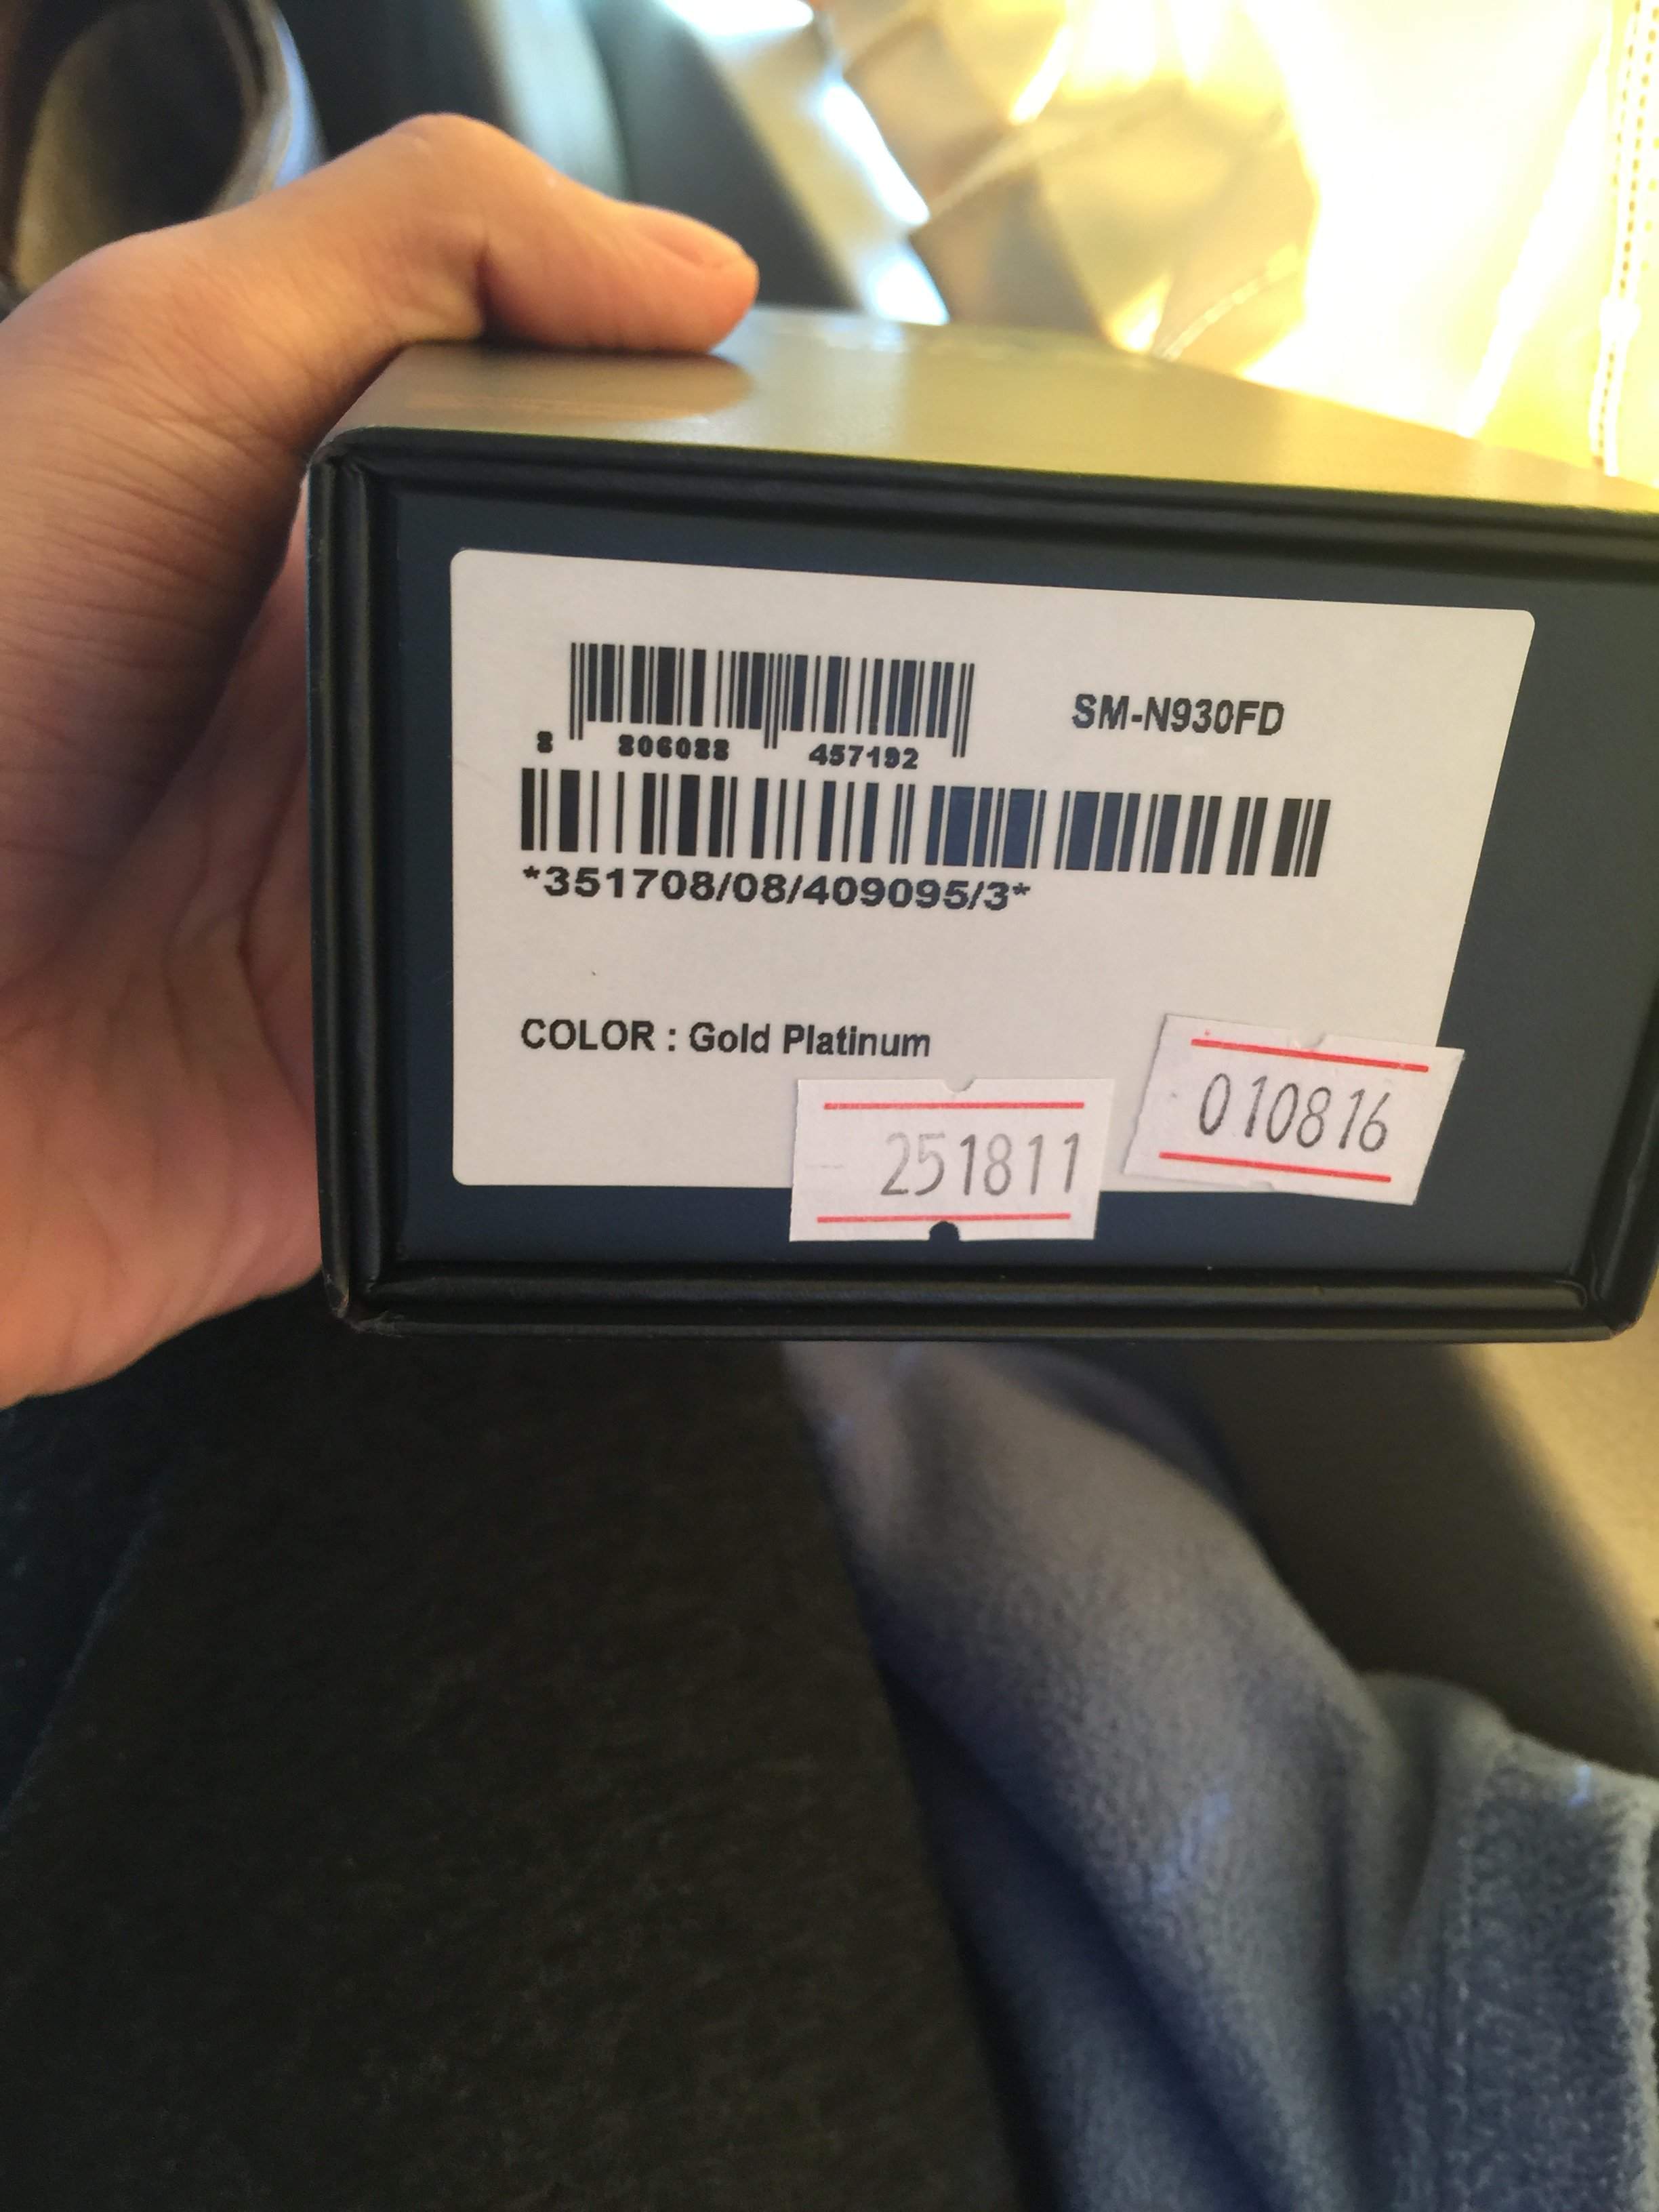 SM-N930FD
8 806088 457192
*351708/08/409095/3*
COLOR : Gold Platinum
251811
010816